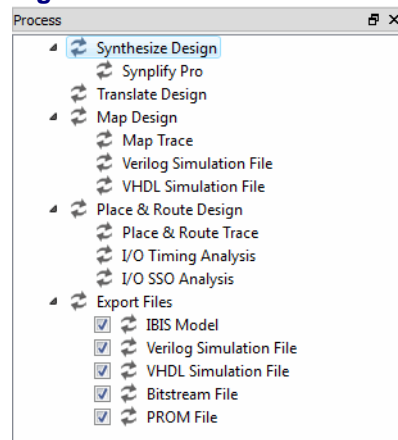 Process
Synthesize Design
Synplify Pro
Translate Design
Map Design
Map Trace
Verilog Simulation File
VHDL Simulation File
Place & Route Design
Place & Route Trace
I/O Timing Analysis
I/O SSO Analysis
Export Files
IBIS Model
Verilog Simulation File
VHDL Simulation File
Bitstream File
PROM File